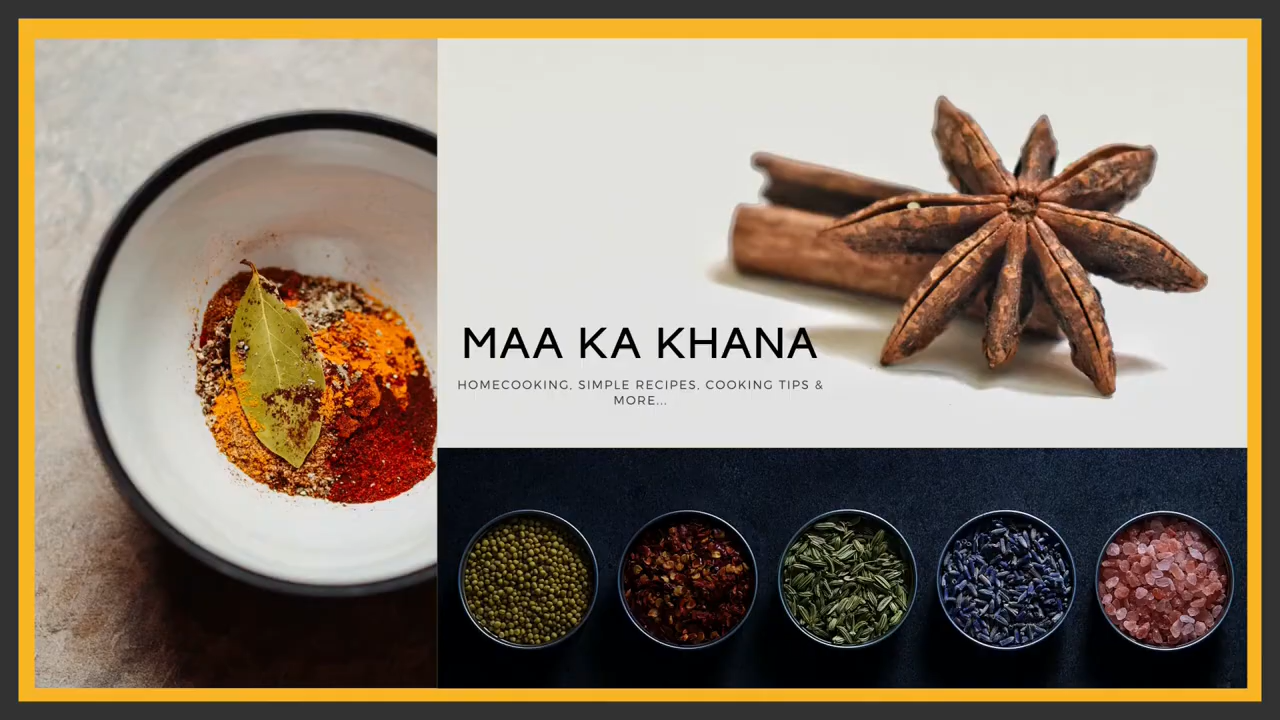 MAA KA KHANA
HOMECOOKING, SIMPLE RECIPES, COOKING TIPS &
MORE...